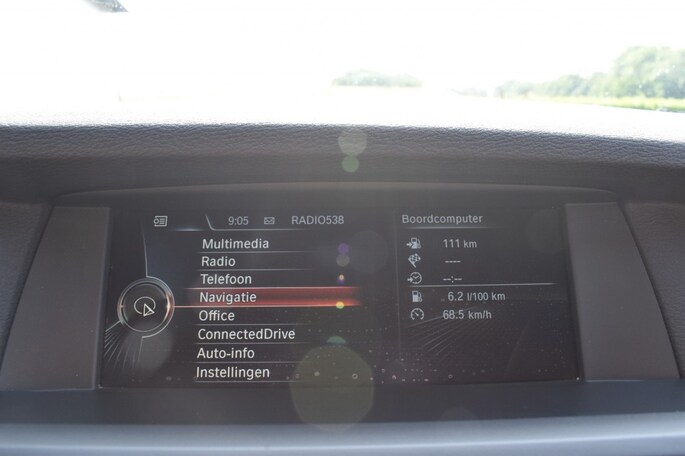 9:05 RADIO538
Multimedia
Radio
Telefoon
Navigatie
Office
ConnectedDrive
Auto-info
Instellingen
Boordcomputer
111 km
----
--:--
6.2 l/100 km
68.5 km/h